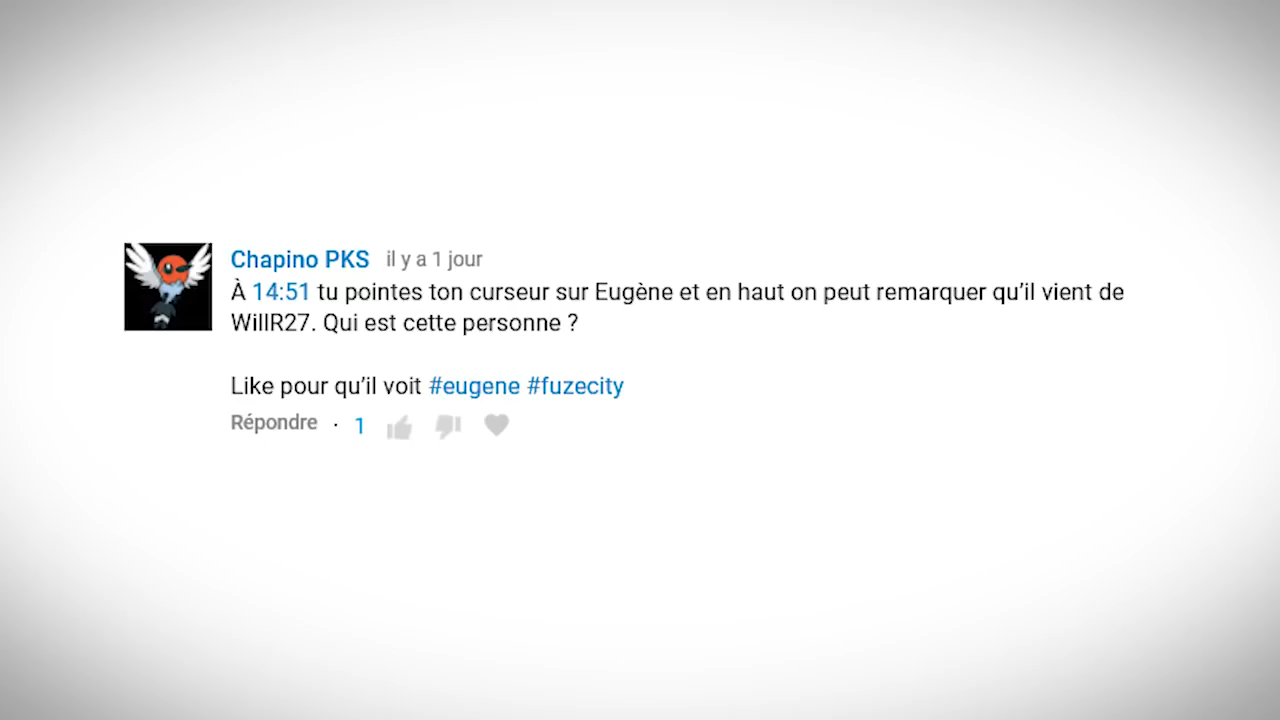 Chapino PKS il y a 1 jour
À 14:51 tu pointes ton curseur sur Eugène et en haut on peut remarquer qu’il vient de
WillR27. Qui est cette personne ?
Like pour qu’il voit #eugene #fuzecity
Répondre · 1